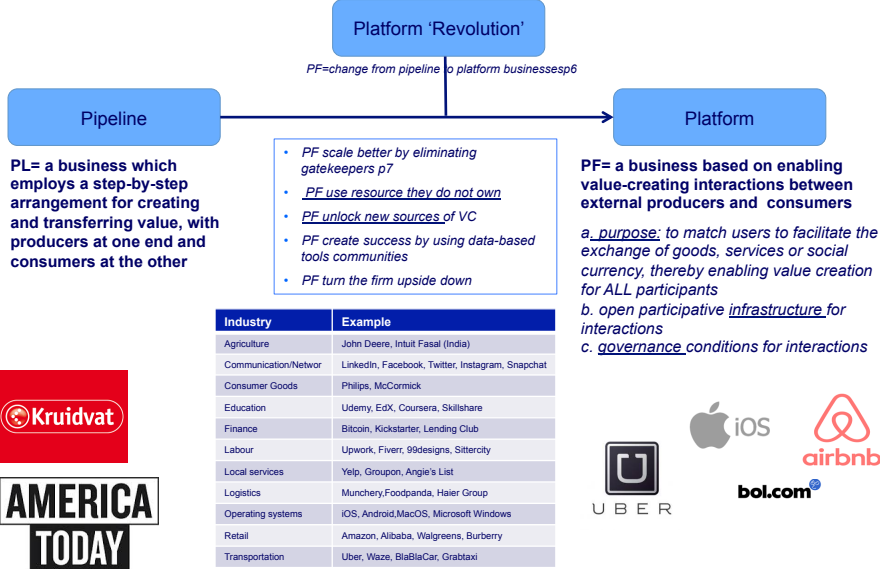 Platform ‘Revolution’
PF=change from pipeline to platform businessesp6
Pipeline
Platform
PL= a business which
employs a step-by-step
arrangement for creating
and transferring value, with
producers at one end and
consumers at the other
• PF scale better by eliminating
gatekeepers p7
• PF use resource they do not own
• PF unlock new sources of VC
• PF create success by using data-based
tools communities
• PF turn the firm upside down
PF= a business based on enabling
value-creating interactions between
external producers and consumers
a. purpose: to match users to facilitate the
exchange of goods, services or social
currency, thereby enabling value creation
for ALL participants
b. open participative infrastructure for
interactions
c. governance conditions for interactions
Industry Example
Agriculture John Deere, Intuit Fasal (India)
Communication/Networ LinkedIn, Facebook, Twitter, Instagram, Snapchat
Consumer Goods Philips, McCormick
Education Udemy, EdX, Coursera, Skillshare
Finance Bitcoin, Kickstarter, Lending Club
Labour Upwork, Fiverr, 99designs, Sittercity
Local services Yelp, Groupon, Angie’s List
Logistics Munchery,Foodpanda, Haier Group
Operating systems iOS, Android,MacOS, Microsoft Windows
Retail Amazon, Alibaba, Walgreens, Burberry
Transportation Uber, Waze, BlaBlaCar, Grabtaxi
Kruidvat
AMERICA
TODAY
U
UBER
iOS
airbnb
bol.com